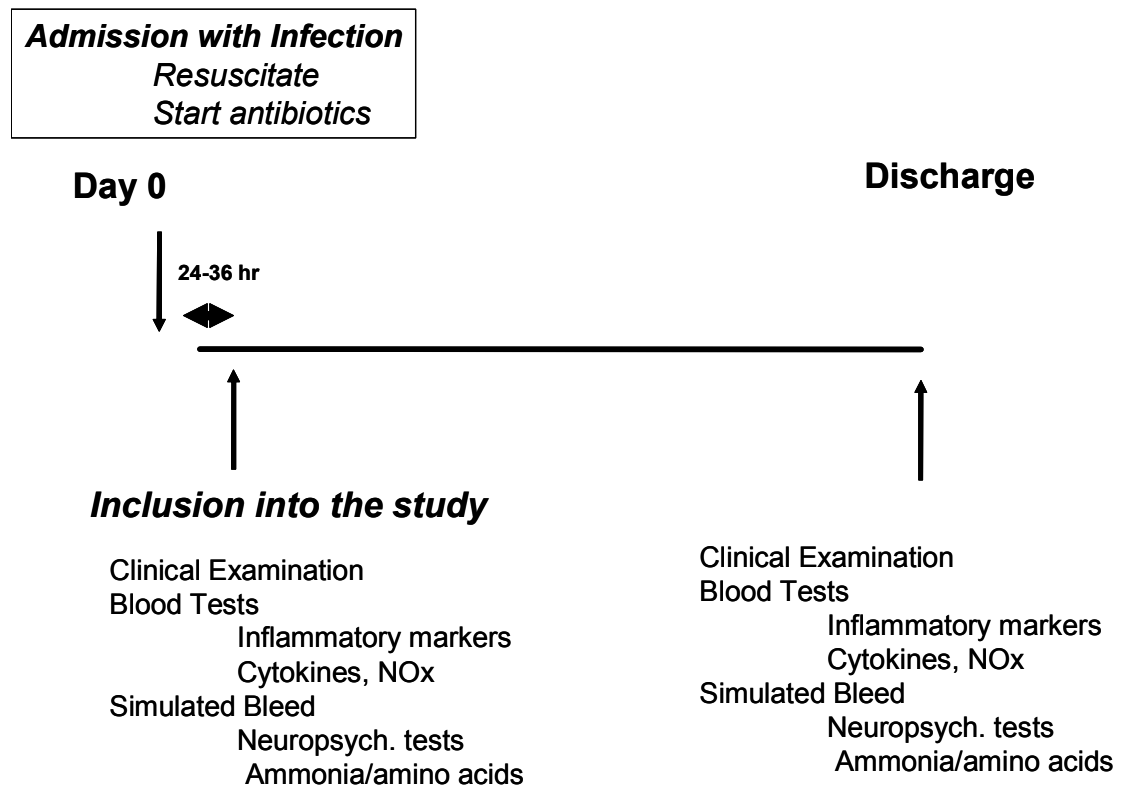 Admission with Infection
Resuscitate
Start antibiotics
Day 0
Discharge
24-36 hr
Inclusion into the study
Clinical Examination
Blood Tests
Inflammatory markers
Cytokines, NOx
Simulated Bleed
Neuropsych. tests
Ammonia/amino acids
Clinical Examination
Blood Tests
Inflammatory markers
Cytokines, NOx
Simulated Bleed
Neuropsych. tests
Ammonia/amino acids